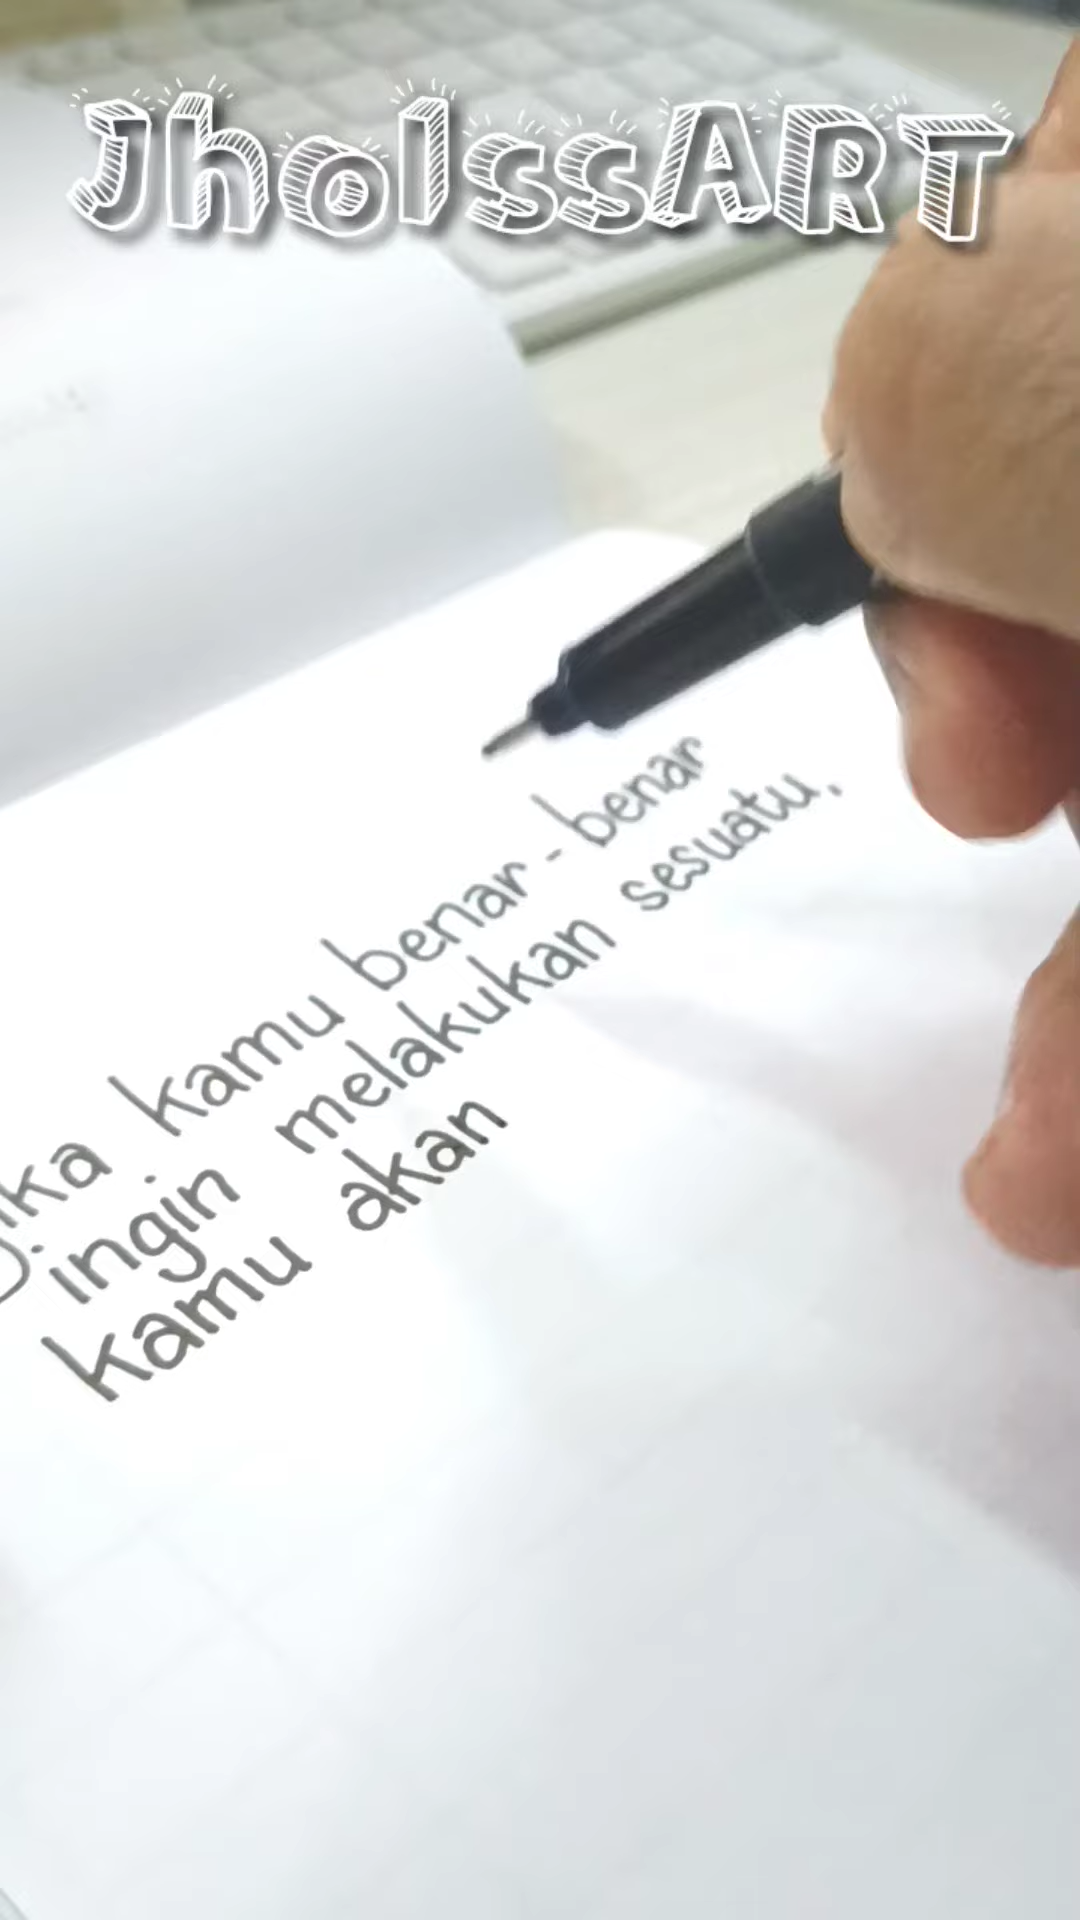 JholssART
ika kamu benar - benar
ingin melakukan sesuatu,
kamu akan